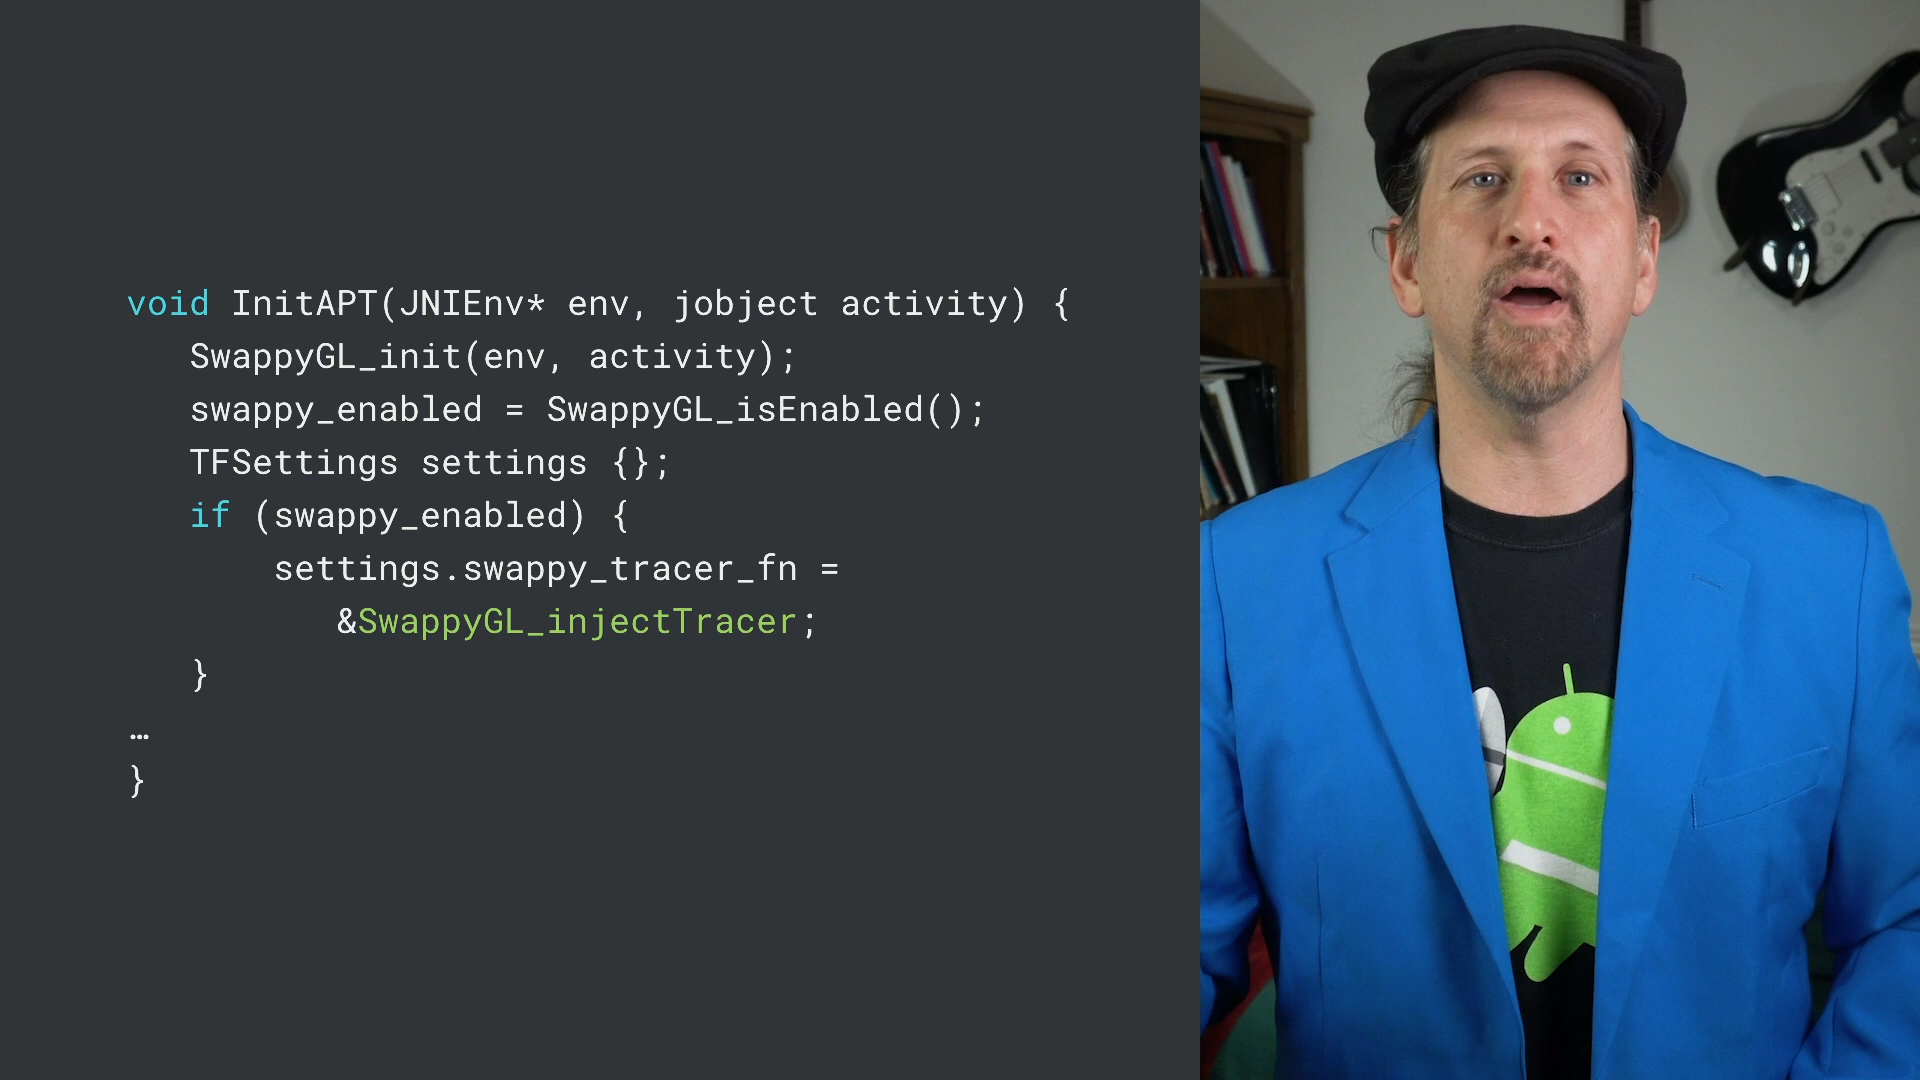 void InitAPT(JNIEnv* env, jobject activity) {
SwappyGL_init(env, activity);
swappy_enabled = SwappyGL_isEnabled();
TFSettings settings {};
if (swappy_enabled) {
settings.swappy_tracer_fn =
&SwappyGL_injectTracer;
}
…
}